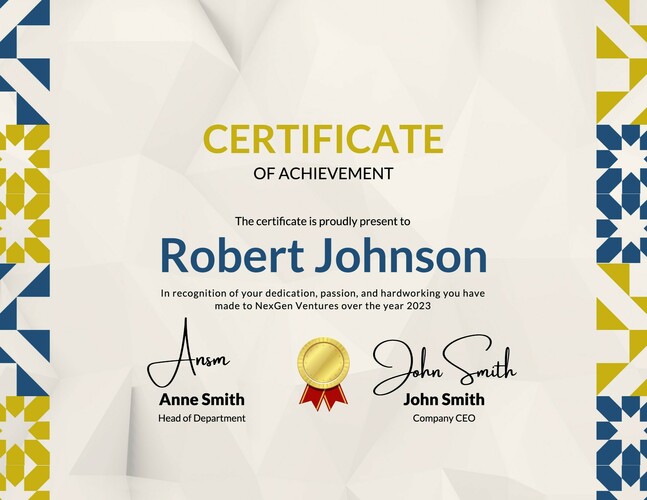 CERTIFICATE
OF ACHIEVEMENT
The certificate is proudly present to
Robert Johnson
In recognition of your dedication, passion, and hardworking you have
made to NexGen Ventures over the year 2023
Ansm
John Smith
Anne Smith
John Smith
Head of Department
Company CEO